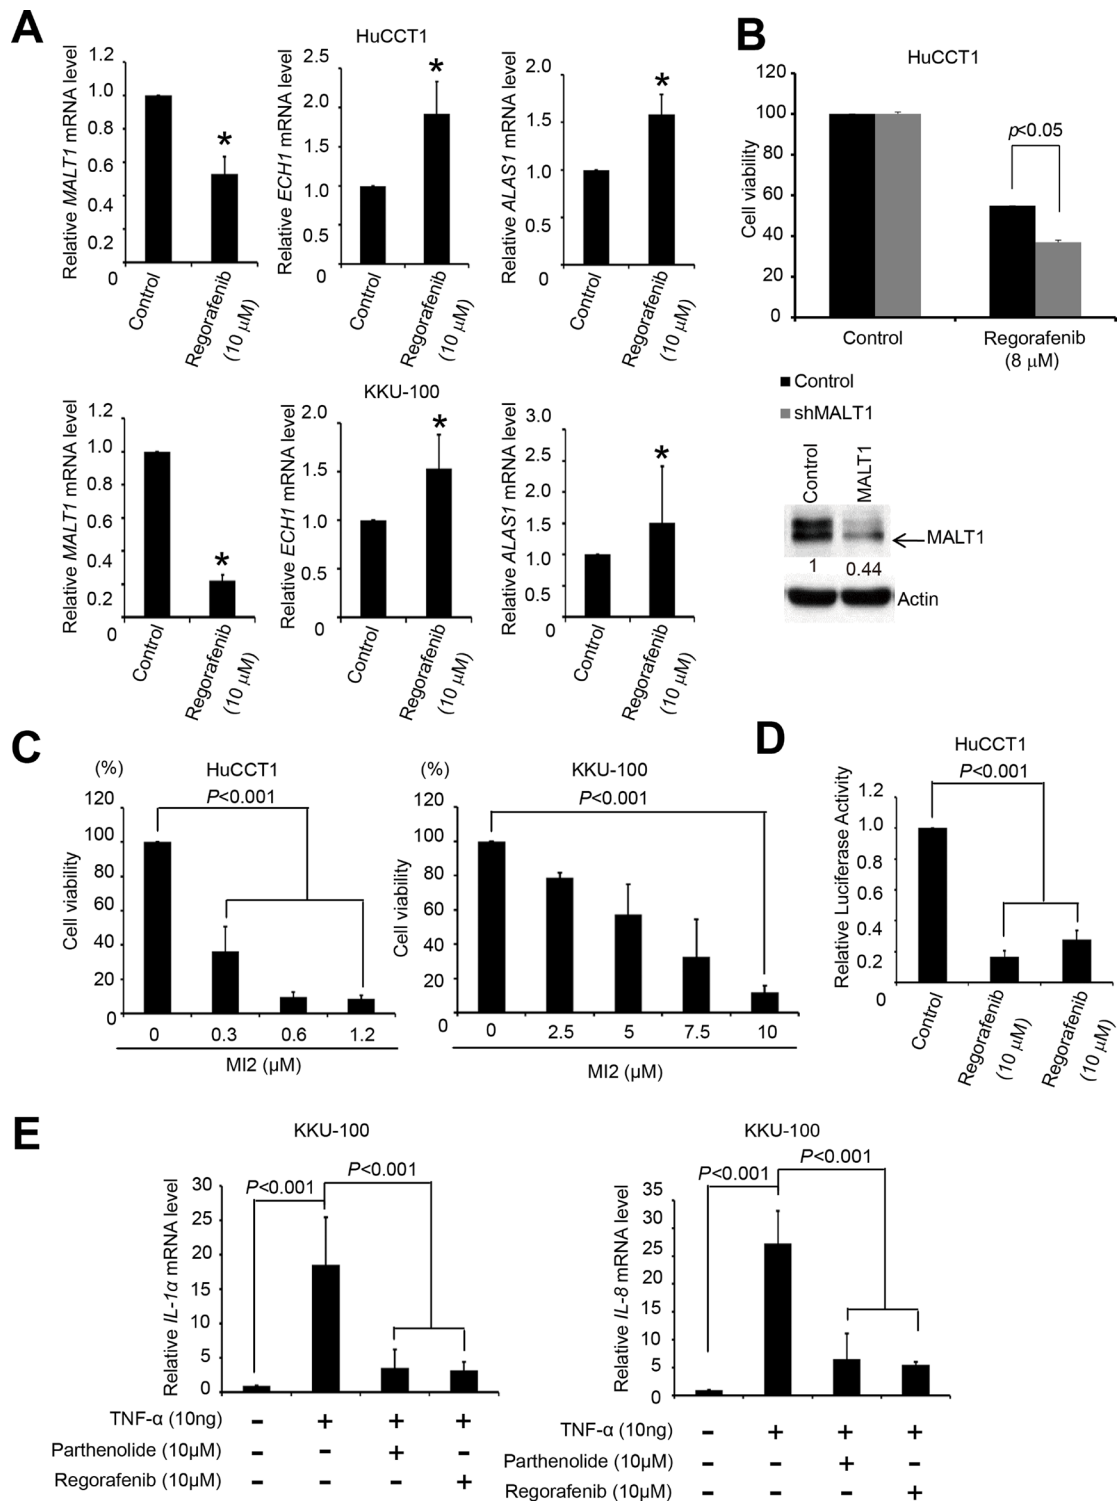 A
HuCCT1
Relative MALT1 mRNA level
1.2
1.0
0.8
0.6
0.4
0.2
0
*
Control
Regorafenib
(10 μM)
Relative ECH1 mRNA level
2.5
2.0
1.5
1.0
0.5
0
*
Control
Regorafenib
(10 μM)
Relative ALAS1 mRNA level
2.0
1.5
1.0
0.5
0
*
Control
Regorafenib
(10 μM)
KKU-100
Relative MALT1 mRNA level
1.2
1.0
0.8
0.6
0.4
0.2
0
*
Control
Regorafenib
(10 μM)
Relative ECH1 mRNA level
2.0
1.5
1.0
0.5
0
*
Control
Regorafenib
(10 μM)
Relative ALAS1 mRNA level
3.0
2.5
2.0
1.5
1.0
0.5
0
*
Control
Regorafenib
(10 μM)
B
HuCCT1
Cell viability
120
100
80
60
40
20
0
p<0.05
Control
Regorafenib
(8 μM)
Control
shMALT1
Control
MALT1
MALT1
1
0.44
Actin
C
(%)
HuCCT1
P<0.001
Cell viability
120
100
80
60
40
20
0
0 0.3 0.6 1.2
MI2 (μM)
(%)
KKU-100
P<0.001
Cell viability
120
100
80
60
40
20
0
0 2.5 5 7.5 10
MI2 (μM)
D
HuCCT1
P<0.001
Relative Luciferase Activity
1.2
1.0
0.8
0.6
0.4
0.2
0
Control
Regorafenib
(10 μM)
Regorafenib
(10 μM)
E
KKU-100
P<0.001
P<0.001
Relative IL-1α mRNA level
30
25
20
15
10
5
0
TNF-α (10ng) - + + +
Parthenolide (10μM) - - + -
Regorafenib (10μM) - - - +
KKU-100
P<0.001
P<0.001
Relative IL-8 mRNA level
35
30
25
20
15
10
5
0
TNF-α (10ng) - + + +
Parthenolide (10μM) - - + -
Regorafenib (10μM) - - - +